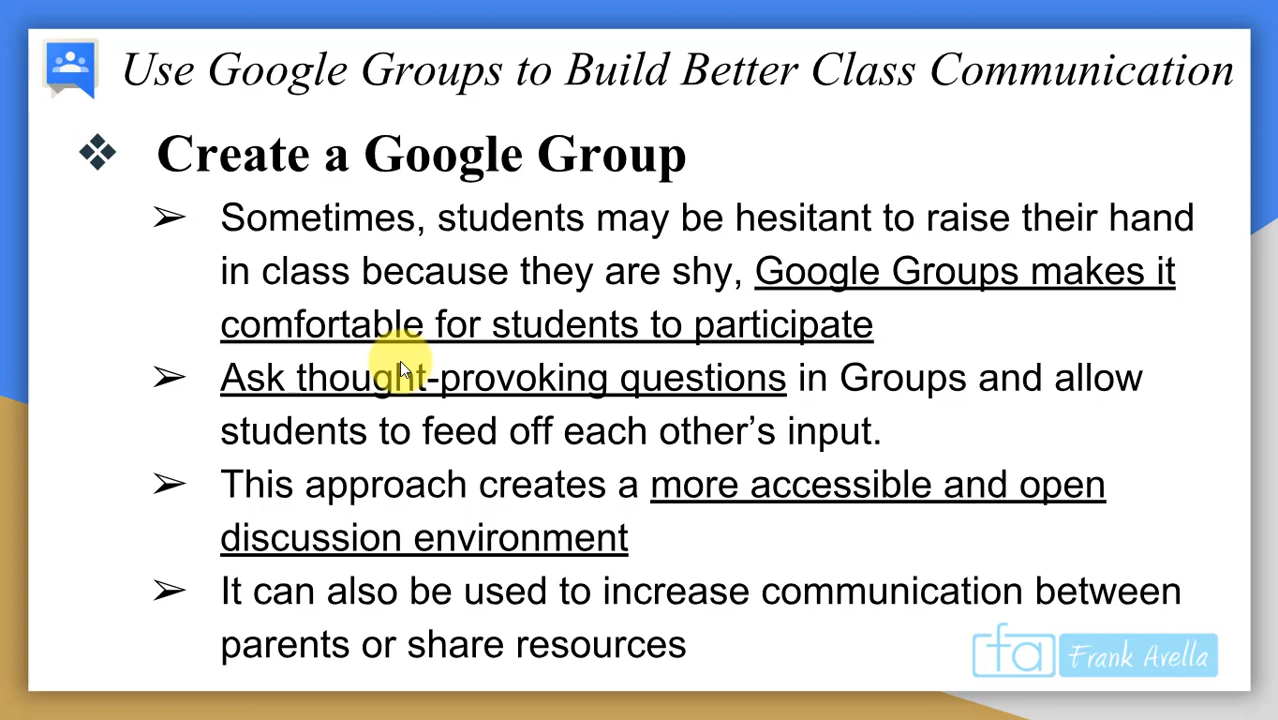 Use Google Groups to Build Better Class Communication
Create a Google Group
Sometimes, students may be hesitant to raise their hand
in class because they are shy, Google Groups makes it
comfortable for students to participate
Ask thought-provoking questions in Groups and allow
students to feed off each other’s input.
This approach creates a more accessible and open
discussion environment
It can also be used to increase communication between
parents or share resources
fa Frank Avella